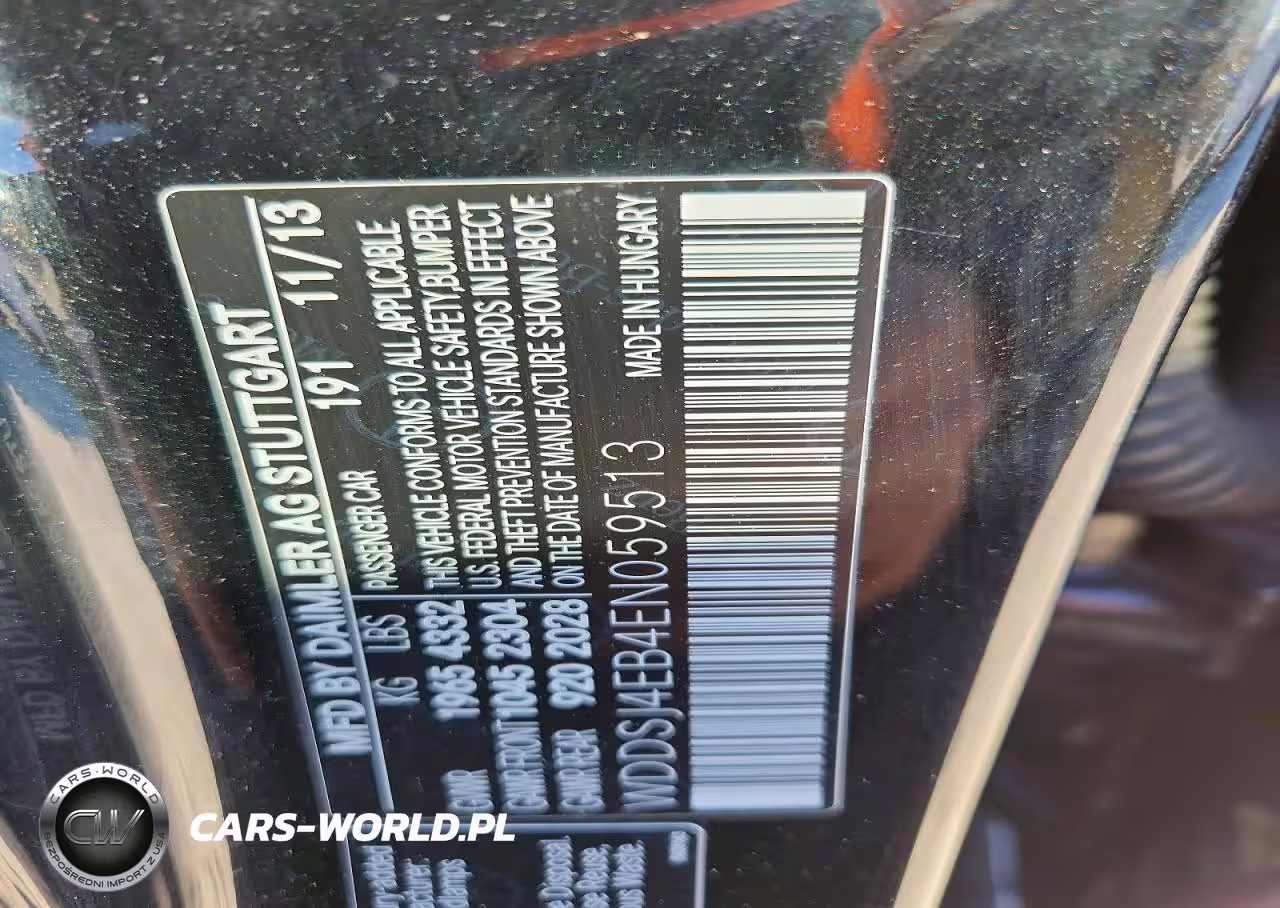 MFD BY DAIMLER AG STUTTGART
191 11/13
KG LBS PASSENGER CAR
GVWR 1965 4332 THIS VEHICLE CONFORMS TO ALL APPLICABLE
GAWR FRONT 1045 2304 U.S. FEDERAL MOTOR VEHICLE SAFETY,BUMPER
GAWR REAR 920 2028 AND THEFT PREVENTION STANDARDS IN EFFECT
ON THE DATE OF MANUFACTURE SHOWN ABOVE
WDDSJ4EB4EN059513 MADE IN HUNGARY
CARS-WORLD
CW
BEZPOŚREDNI IMPORT Z USA
CARS-WORLD.PL